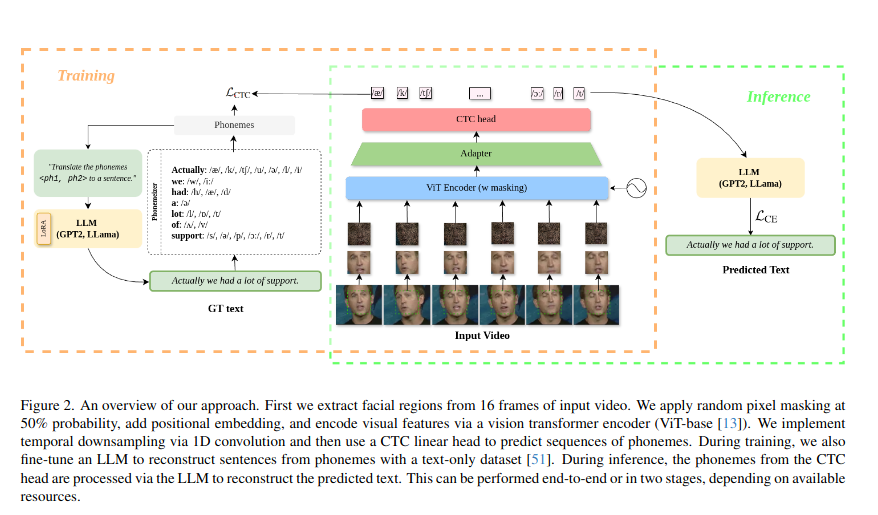 Training
Inference
L_CTC
/æ/ /k/ /tʃ/ ... /ɔː/ /r/ /t/
Phonemes
CTC head
Adapter
ViT Encoder (w masking)
"Translate the phonemes
<ph1, ph2> to a sentence."
LoRA
LLM
(GPT2, LLama)
Phonemizer
Actually: /æ/, /k/, /tʃ/, /u/, /ə/, /l/, /i/
we: /w/, /iː/
had: /h/, /æ/, /d/
a: /ə/
lot: /l/, /ɒ/, /t/
of: /ʌ/, /v/
support: /s/, /ə/, /p/, /ɔː/, /r/, /t/
Actually we had a lot of support.
GT text
Input Video
LLM
(GPT2, LLama)
L_CE
Actually we had a lot of support.
Predicted Text
Figure 2. An overview of our approach. First we extract facial regions from 16 frames of input video. We apply random pixel masking at
50% probability, add positional embedding, and encode visual features via a vision transformer encoder (ViT-base [13]). We implement
temporal downsampling via 1D convolution and then use a CTC linear head to predict sequences of phonemes. During training, we also
fine-tune an LLM to reconstruct sentences from phonemes with a text-only dataset [51]. During inference, the phonemes from the CTC
head are processed via the LLM to reconstruct the predicted text. This can be performed end-to-end or in two stages, depending on available
resources.